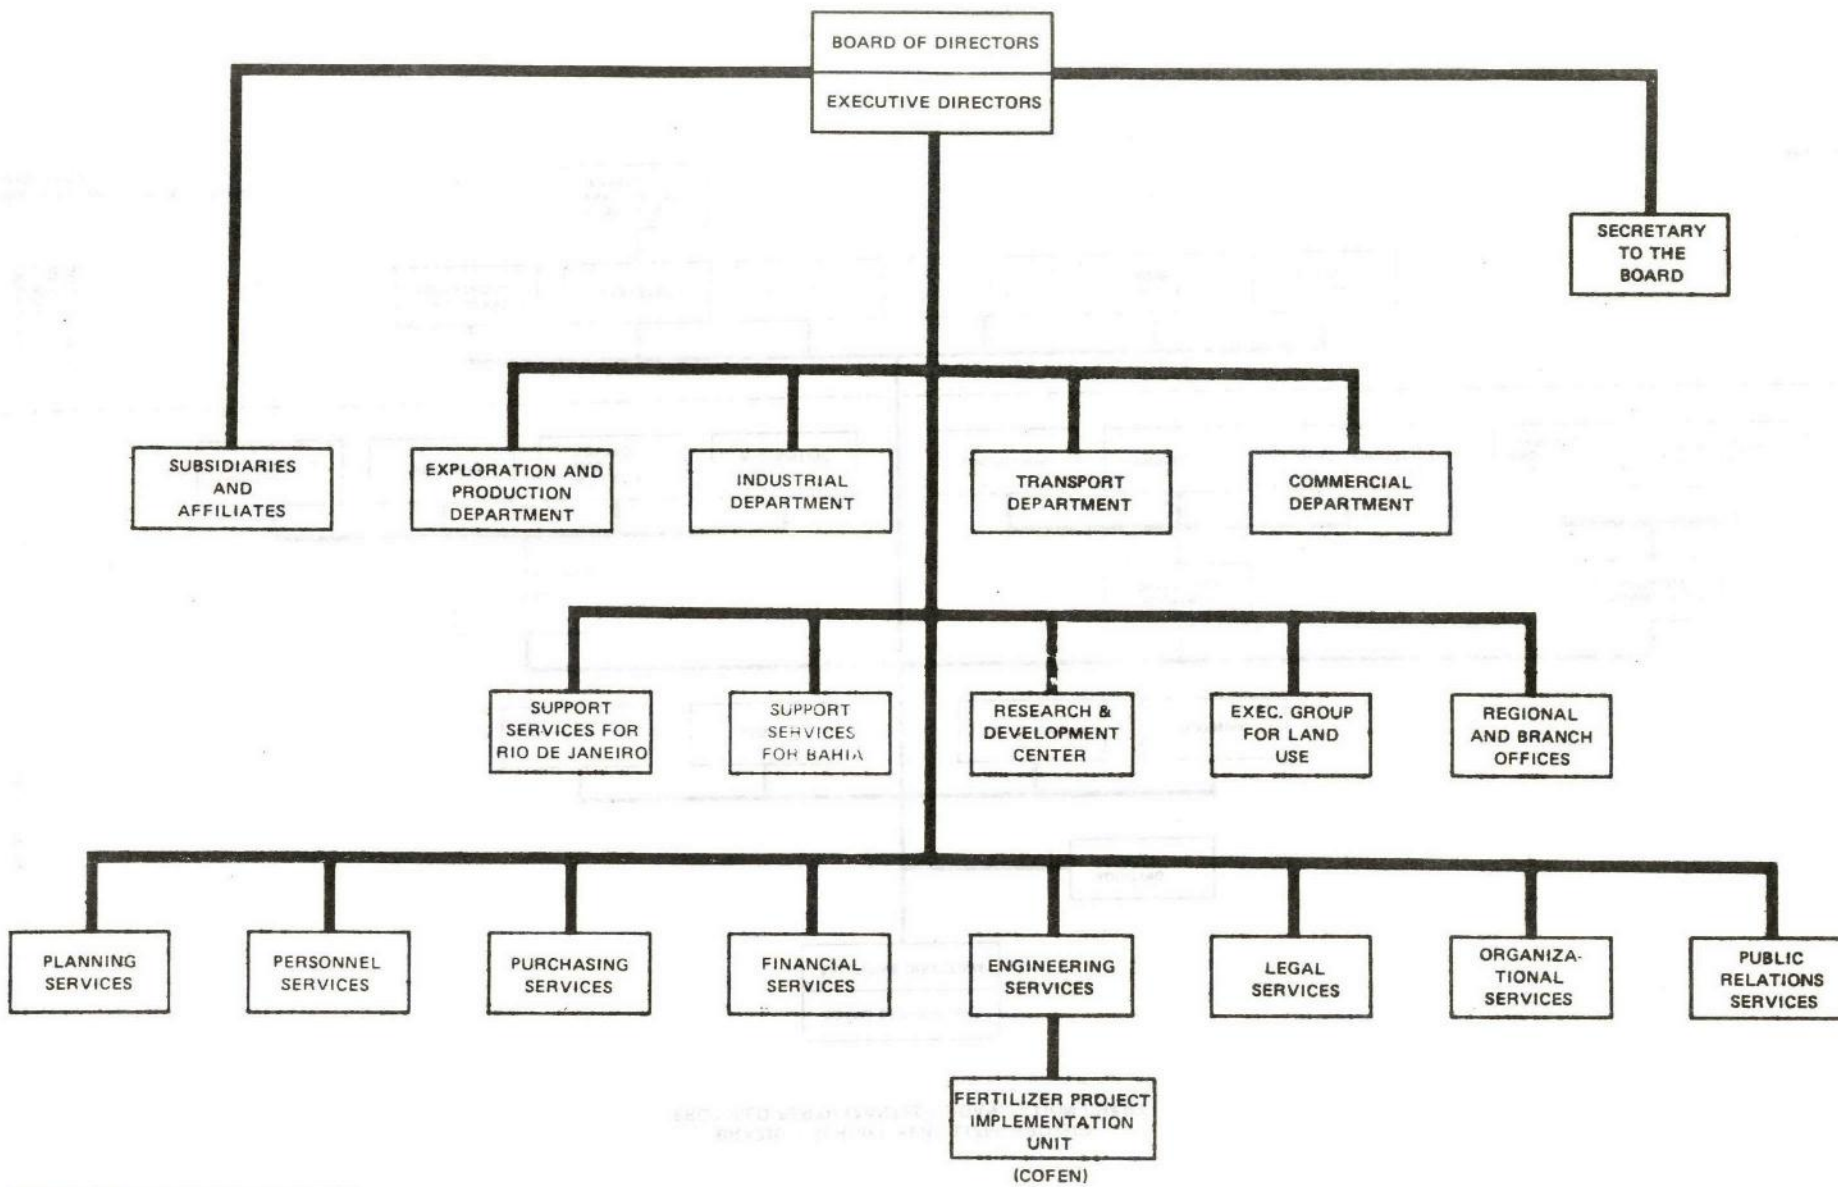 BOARD OF DIRECTORS
EXECUTIVE DIRECTORS
SECRETARY
TO THE
BOARD
SUBSIDIARIES
AND
AFFILIATES
EXPLORATION AND
PRODUCTION
DEPARTMENT
INDUSTRIAL
DEPARTMENT
TRANSPORT
DEPARTMENT
COMMERCIAL
DEPARTMENT
SUPPORT
SERVICES FOR
RIO DE JANEIRO
SUPPORT
SERVICES
FOR BAHIA
RESEARCH &
DEVELOPMENT
CENTER
EXEC. GROUP
FOR LAND
USE
REGIONAL
AND BRANCH
OFFICES
PLANNING
SERVICES
PERSONNEL
SERVICES
PURCHASING
SERVICES
FINANCIAL
SERVICES
ENGINEERING
SERVICES
LEGAL
SERVICES
ORGANIZA-
TIONAL
SERVICES
PUBLIC
RELATIONS
SERVICES
FERTILIZER PROJECT
IMPLEMENTATION
UNIT
(COFEN)